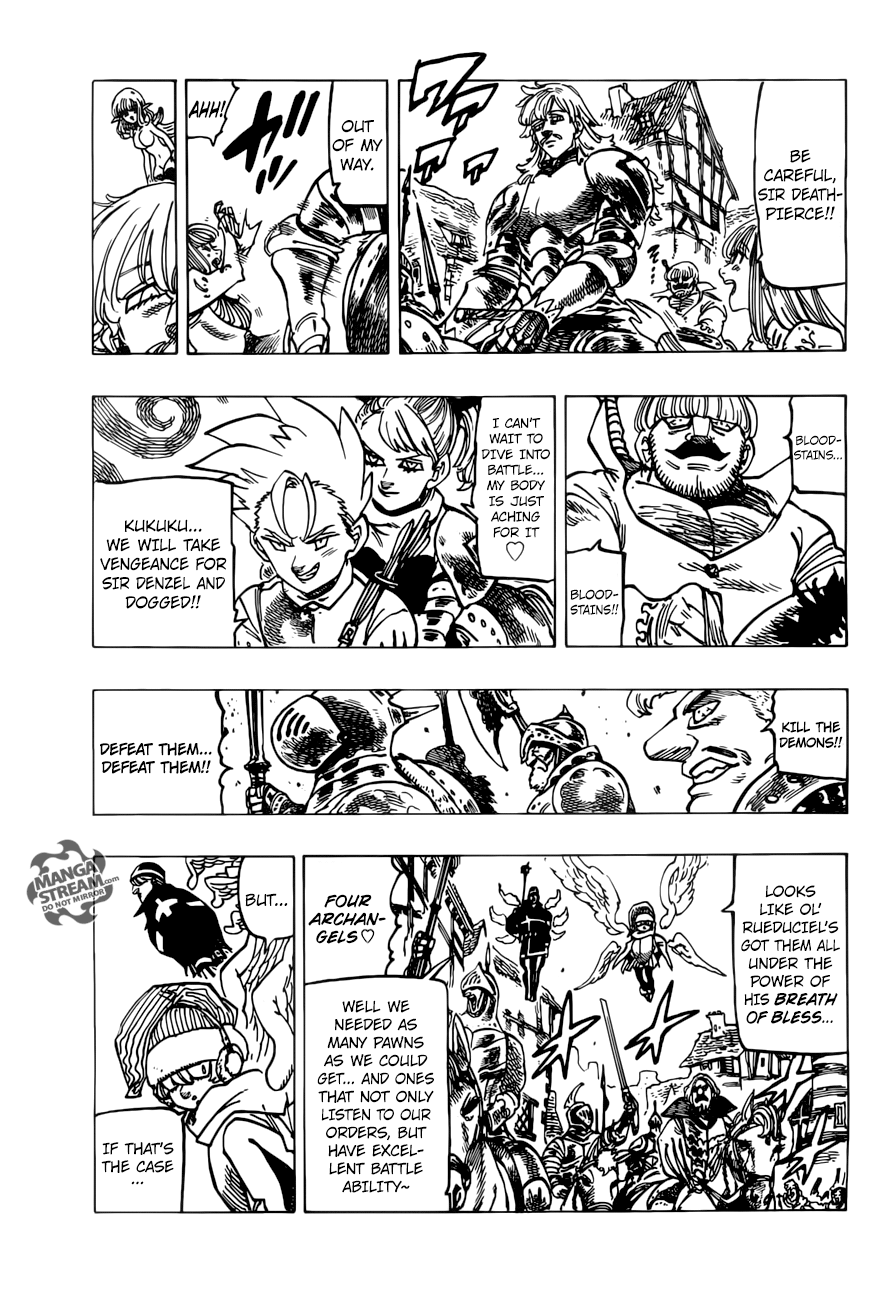 BE
CAREFUL,
SIR DEATH-
PIERCE!!
OUT
OF MY
WAY.
AHH!
BLOOD-
STAINS...
BLOOD-
STAINS!!
I CAN'T
WAIT TO
DIVE INTO
BATTLE...
MY BODY
IS JUST
ACHING
FOR IT
♡
KUKUKU...
WE WILL TAKE
VENGEANCE FOR
SIR DENZEL AND
DOGGED!!
KILL THE
DEMONS!!
DEFEAT THEM...
DEFEAT THEM!!
LOOKS
LIKE OL'
RUEDUCIEL'S
GOT THEM ALL
UNDER THE
POWER OF
HIS BREATH
OF BLESS...
FOUR
ARCHAN-
GELS♡
WELL WE
NEEDED AS
MANY PAWNS
AS WE COULD
GET... AND ONES
THAT NOT ONLY
LISTEN TO OUR
ORDERS, BUT
HAVE EXCEL-
LENT BATTLE
ABILITY~
BUT...
IF THAT'S
THE CASE
...
MANGA
STREAM.com
DO NOT MIRROR